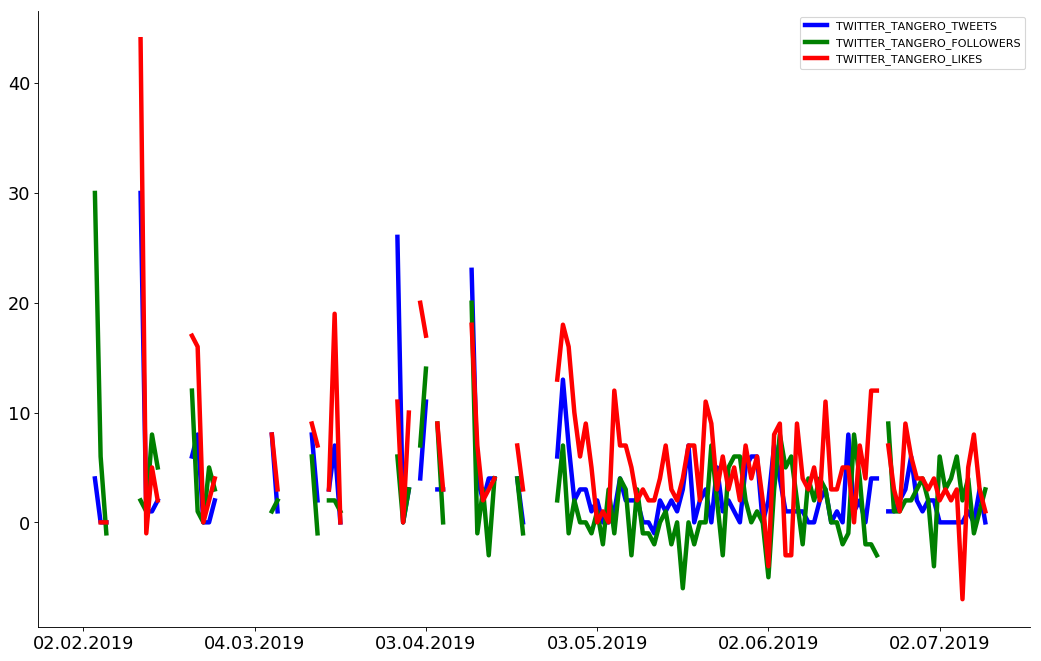 TWITTER_TANGERO_TWEETS
TWITTER_TANGERO_FOLLOWERS
TWITTER_TANGERO_LIKES
40
30
20
10
0
02.02.2019 04.03.2019 03.04.2019 03.05.2019 02.06.2019 02.07.2019